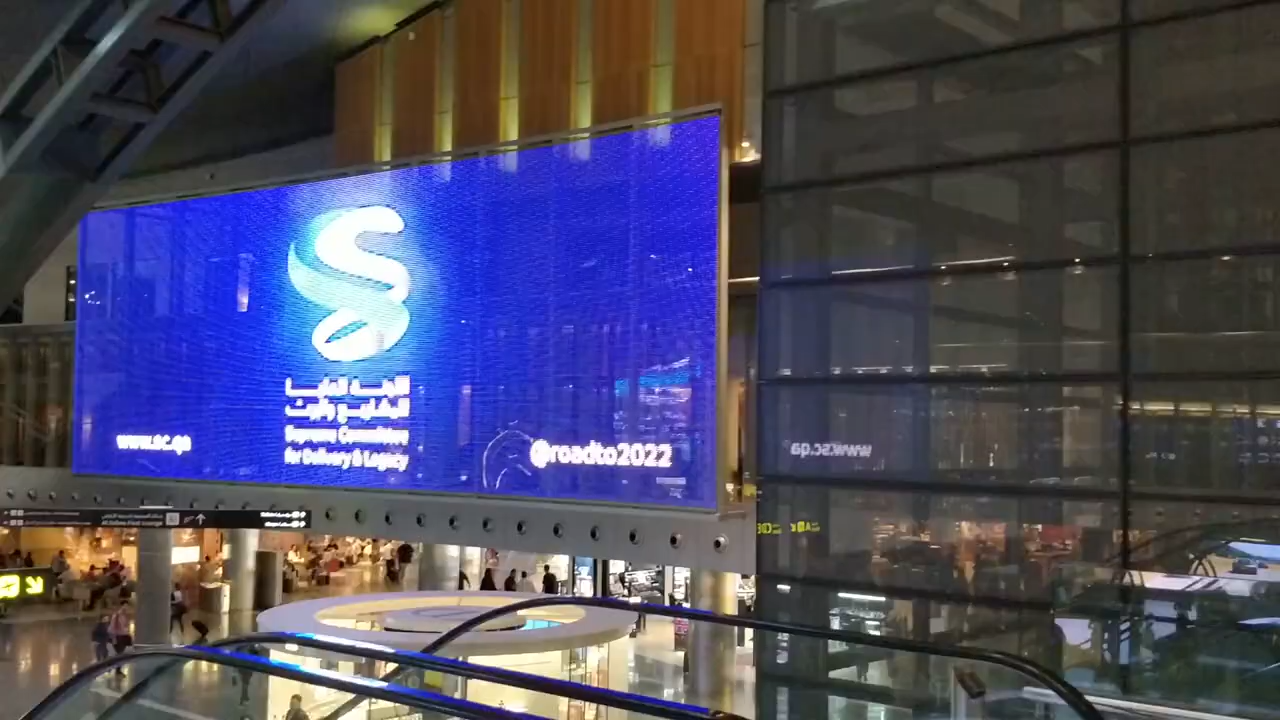 اللجنة العليا
للمشاريع والإرث
Supreme Committee
for Delivery & Legacy
www.sc.qa
@roadto2022
www.sc.qa